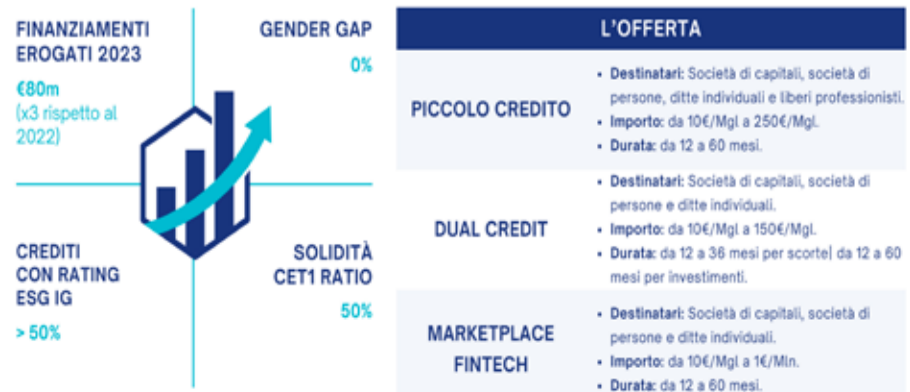 FINANZIAMENTI
EROGATI 2023
€80m
(x3 rispetto al
2022)
GENDER GAP
0%
CREDITI
CON RATING
ESG IG
> 50%
SOLIDITÀ
CET1 RATIO
50%
L'OFFERTA
PICCOLO CREDITO
• Destinatari: Società di capitali, società di
persone, ditte individuali e liberi professionisti.
• Importo: da 10€/Mgl a 250€/Mgl.
• Durata: da 12 a 60 mesi.
DUAL CREDIT
• Destinatari: Società di capitali, società di
persone e ditte individuali.
• Importo: da 10€/Mgl a 150€/Mgl.
• Durata: da 12 a 36 mesi per scorte| da 12 a 60
mesi per investimenti.
MARKETPLACE
FINTECH
• Destinatari: Società di capitali, società di
persone e ditte individuali.
• Importo: da 10€/Mgl a 1€/Mln.
• Durata: da 12 a 60 mesi.